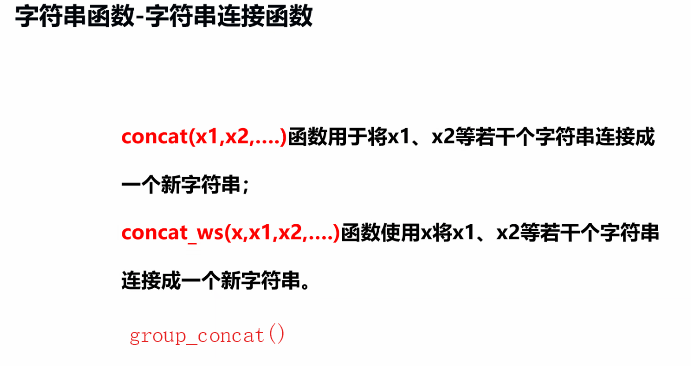 字符串函数-字符串连接函数
concat(x1,x2,....)函数用于将x1、x2等若干个字符串连接成
一个新字符串；
concat_ws(x,x1,x2,....)函数使用x将x1、x2等若干个字符串
连接成一个新字符串。
group_concat()